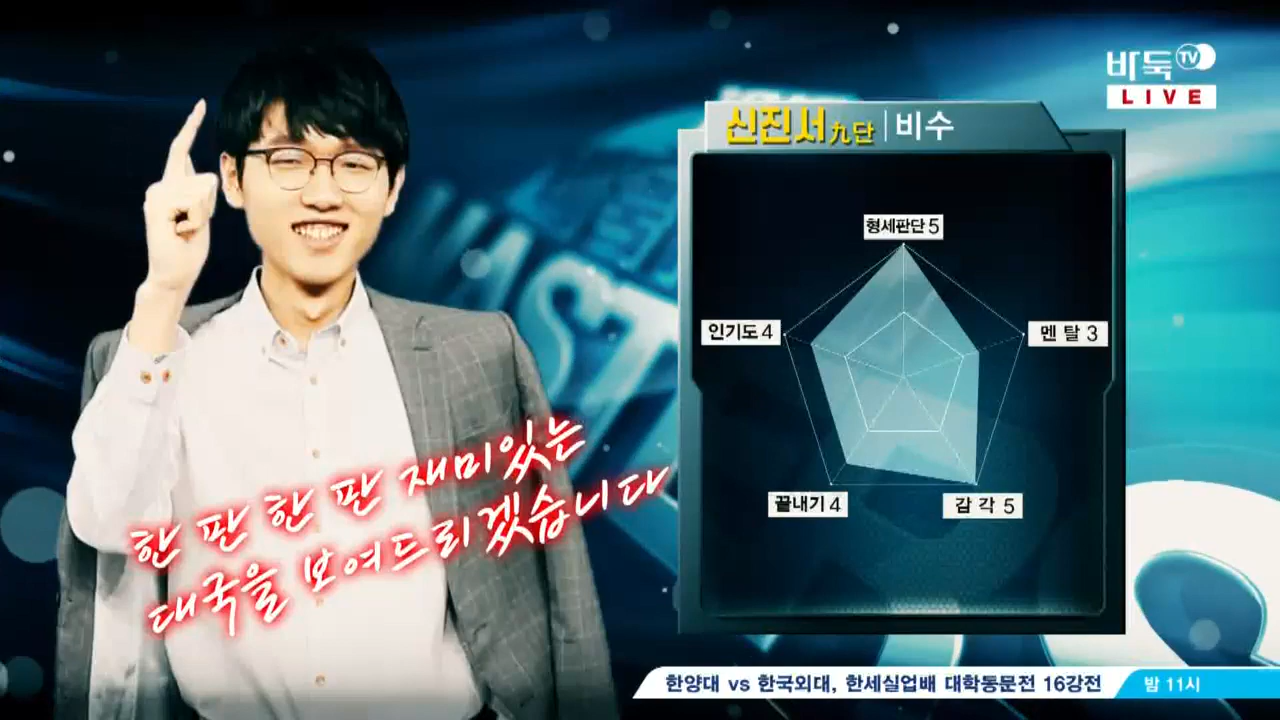 바둑TV
LIVE
신진서九단|비수
형세판단 5
인기도 4
멘탈 3
끝내기 4
감각 5
한 판 한 판 재미있는
대국을 보여드리겠습니다
한양대 vs 한국외대, 한세실업배 대학동문전 16강전
밤 11시